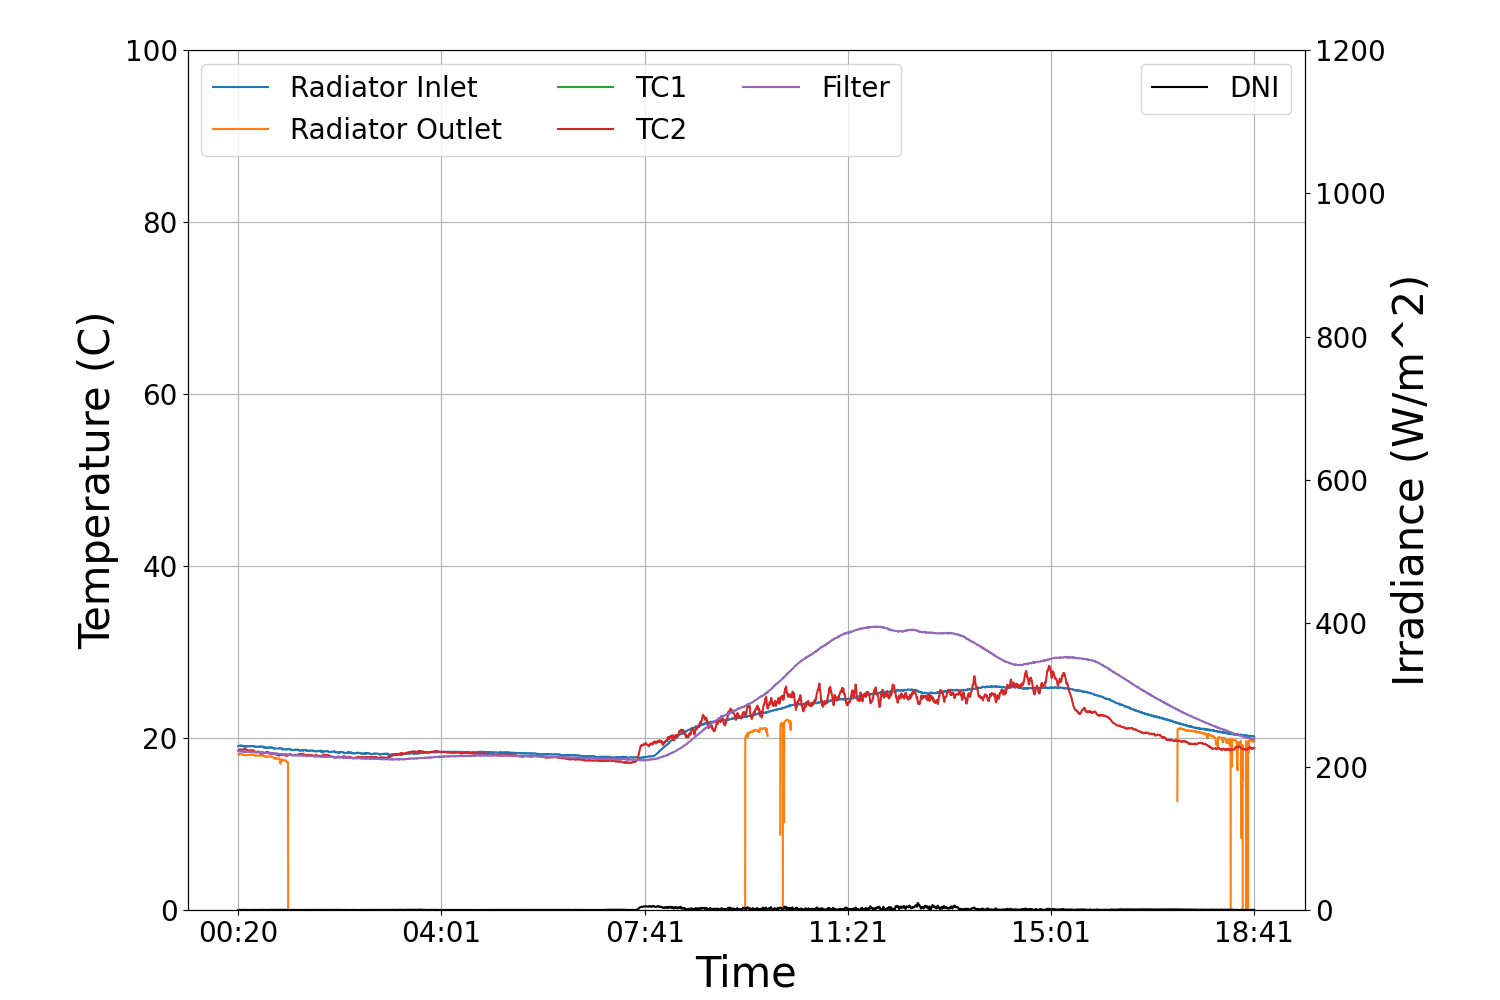 100
80
60
40
20
0
Temperature (C)
Radiator Inlet
Radiator Outlet
TC1
TC2
Filter
DNI
1200
1000
800
600
400
200
0
Irradiance (W/m^2)
00:20 04:01 07:41 11:21 15:01 18:41
Time